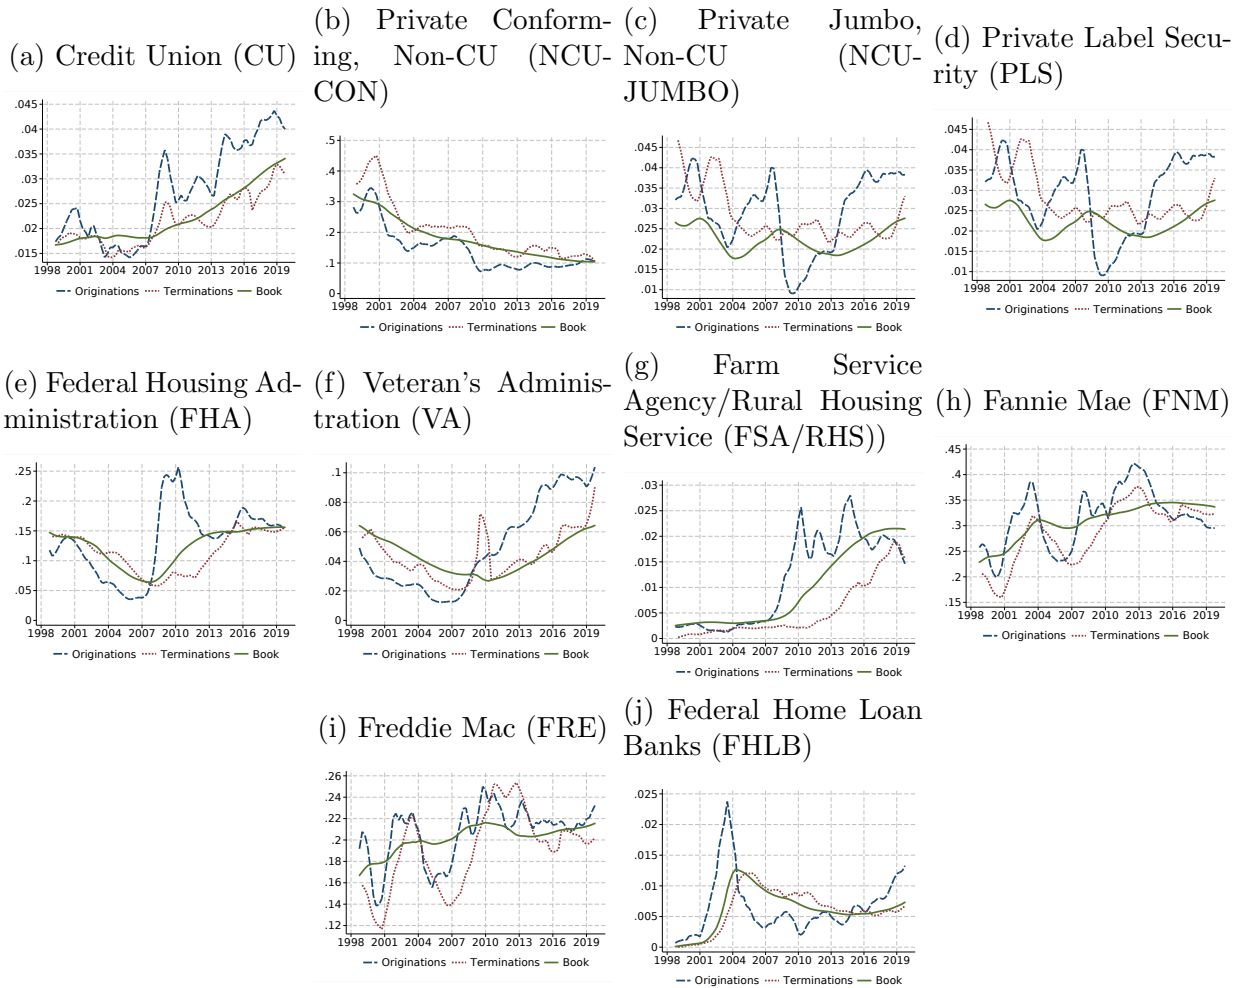 (a) Credit Union (CU)
.045
.04
.035
.03
.025
.02
.015
1998 2001 2004 2007 2010 2013 2016 2019
Originations Terminations Book
(b) Private Conform-
ing, Non-CU (NCU-
CON)
.5
.4
.3
.2
.1
0
1998 2001 2004 2007 2010 2013 2016 2019
Originations Terminations Book
(c) Private Jumbo,
Non-CU (NCU-
JUMBO)
.045
.04
.035
.03
.025
.02
.015
.01
1998 2001 2004 2007 2010 2013 2016 2019
Originations Terminations Book
(d) Private Label Secu-
rity (PLS)
.045
.04
.035
.03
.025
.02
.015
.01
1998 2001 2004 2007 2010 2013 2016 2019
Originations Terminations Book
(e) Federal Housing Ad-
ministration (FHA)
.25
.2
.15
.1
.05
0
1998 2001 2004 2007 2010 2013 2016 2019
Originations Terminations Book
(f) Veteran's Adminis-
tration (VA)
.1
.08
.06
.04
.02
0
1998 2001 2004 2007 2010 2013 2016 2019
Originations Terminations Book
(g) Farm Service
Agency/Rural Housing
Service (FSA/RHS))
.03
.025
.02
.015
.01
.005
0
1998 2001 2004 2007 2010 2013 2016 2019
Originations Terminations Book
(h) Fannie Mae (FNM)
.45
.4
.35
.3
.25
.2
.15
1998 2001 2004 2007 2010 2013 2016 2019
Originations Terminations Book
(i) Freddie Mac (FRE)
.26
.24
.22
.2
.18
.16
.14
.12
1998 2001 2004 2007 2010 2013 2016 2019
Originations Terminations Book
(j) Federal Home Loan
Banks (FHLB)
.025
.02
.015
.01
.005
0
1998 2001 2004 2007 2010 2013 2016 2019
Originations Terminations Book